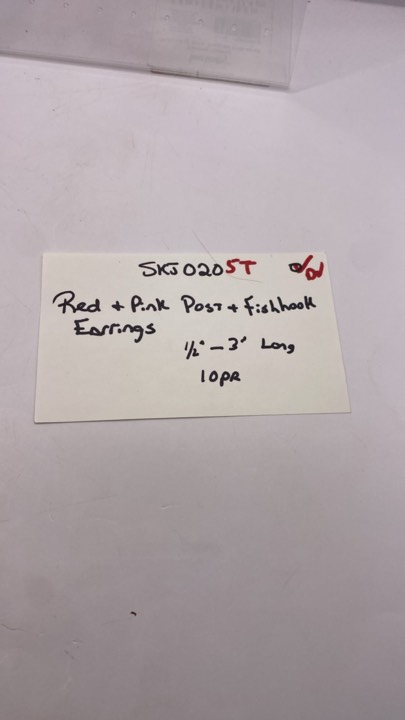 SKJ0205T
Red + Pink Post + Fishhook
Earrings
1/2" - 3" Long
10PR